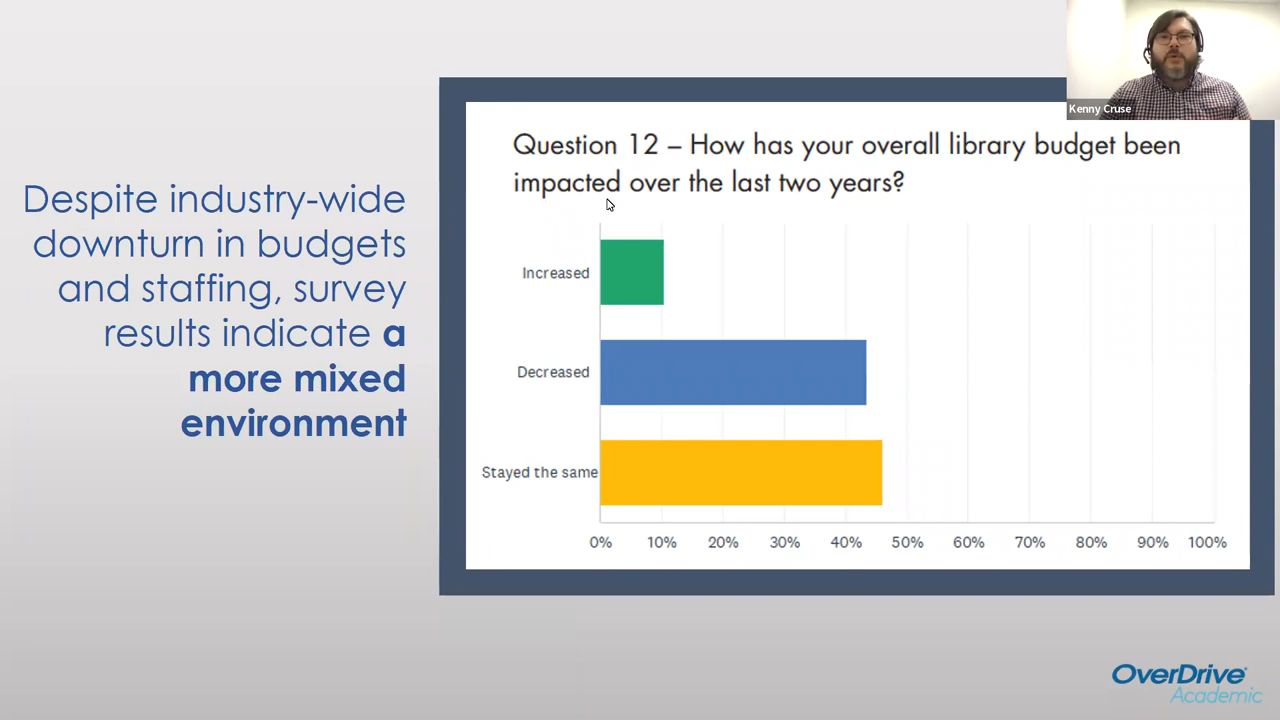 Kenny Cruse
Despite industry-wide
downturn in budgets
and staffing, survey
results indicate a
more mixed
environment
Question 12 – How has your overall library budget been
impacted over the last two years?
Increased
Decreased
Stayed the same
0% 10% 20% 30% 40% 50% 60% 70% 80% 90% 100%
OverDrive
Academic